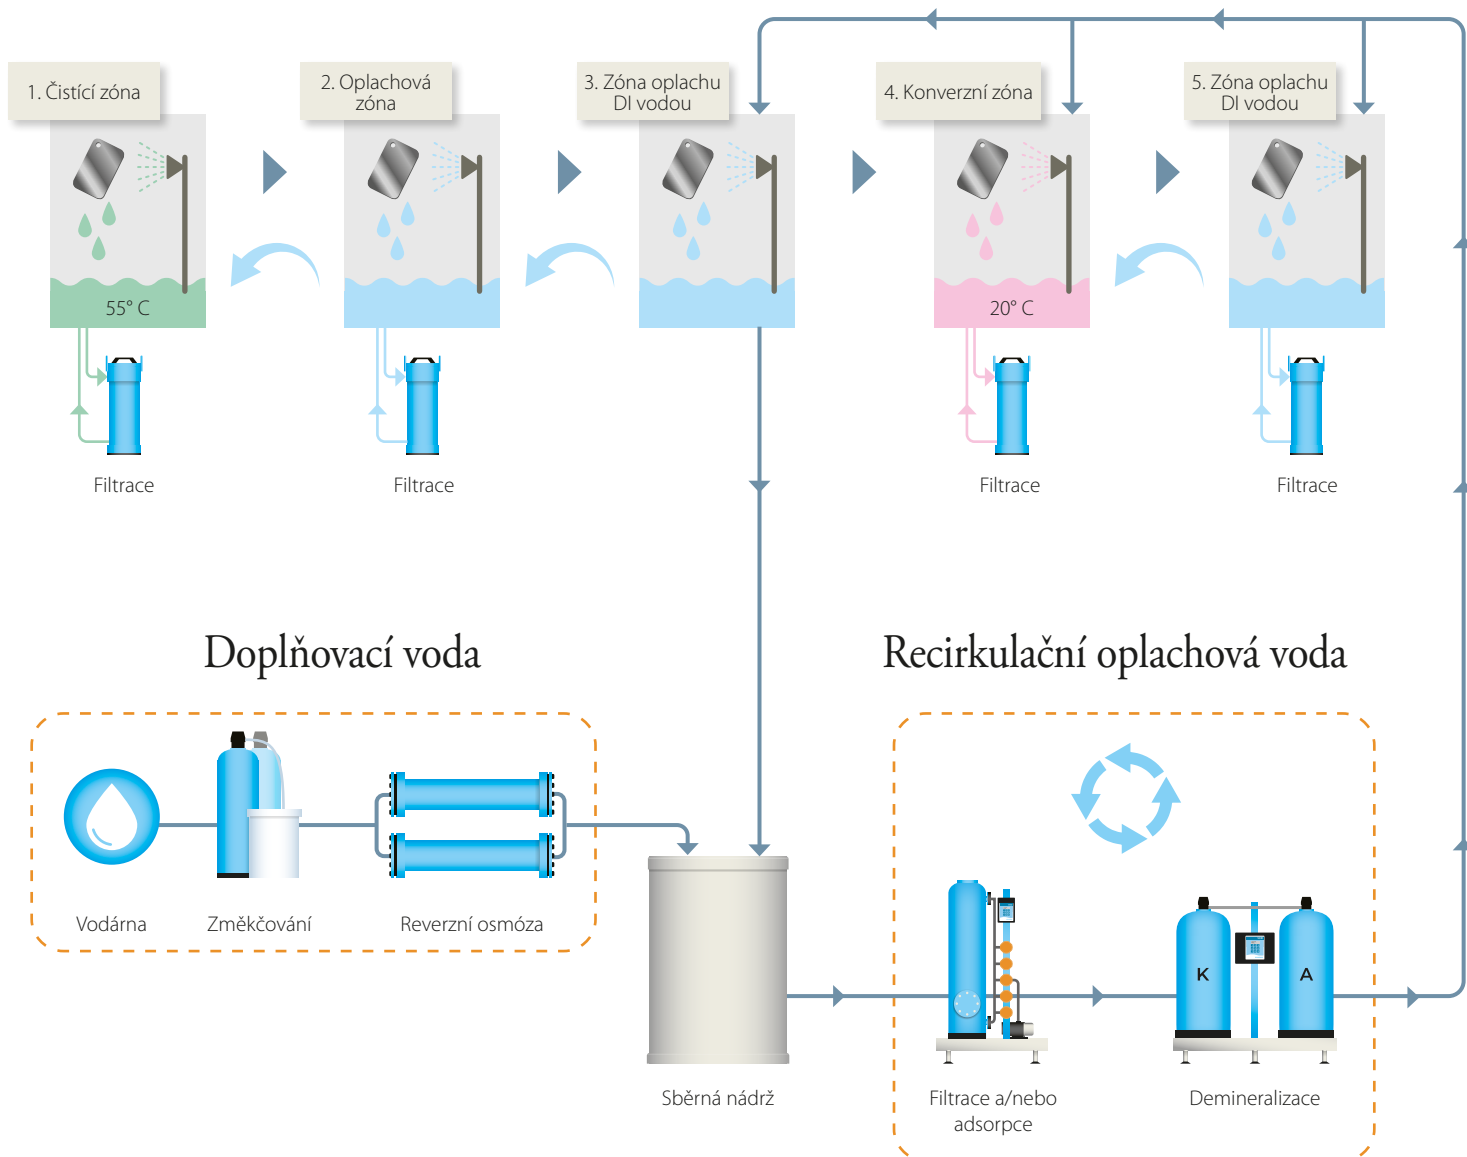 1. Čistící zóna
2. Oplachová
zóna
3. Zóna oplachu
DI vodou
4. Konverzní zóna
5. Zóna oplachu
DI vodou
55° C
20° C
Filtrace
Filtrace
Filtrace
Filtrace
Doplňovací voda
Recirkulační oplachová voda
Vodárna
Změkčování
Reverzní osmóza
K
A
Sběrná nádrž
Filtrace a/nebo
adsorpce
Demineralizace